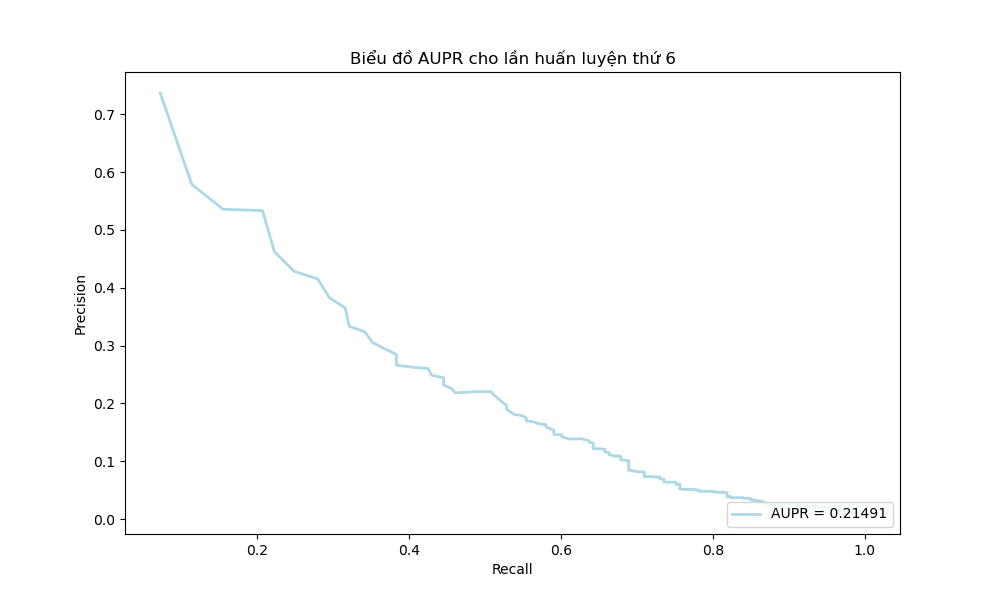 Biểu đồ AUPR cho lần huấn luyện thứ 6
Precision
0.7
0.6
0.5
0.4
0.3
0.2
0.1
0.0
AUPR = 0.21491
0.2 0.4 0.6 0.8 1.0
Recall